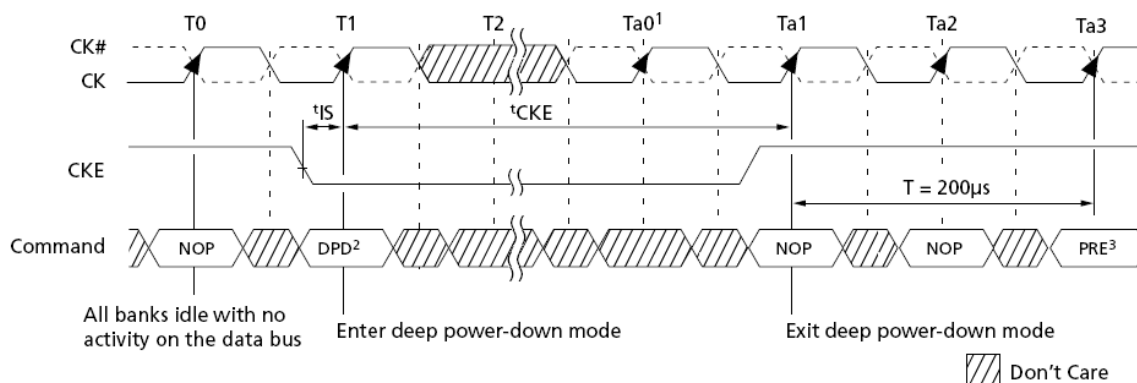 T0 T1 T2 Ta0¹ Ta1 Ta2 Ta3
CK#
CK
ᵗIS ᵗCKE
CKE
T = 200µs
Command NOP DPD² NOP NOP PRE³
All banks idle with no
activity on the data bus
Enter deep power-down mode
Exit deep power-down mode
Don't Care